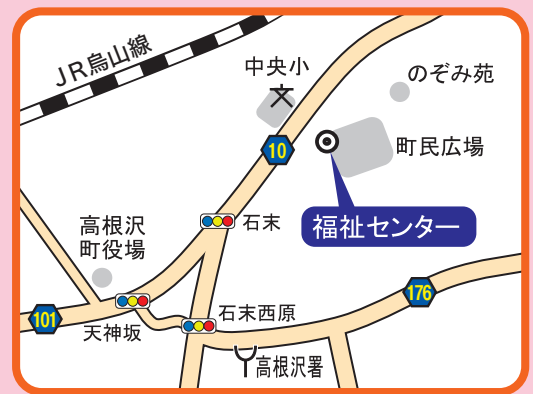 JR烏山線
中央小
のぞみ苑
10
町民広場
福祉センター
石末
高根沢
町役場
101
天神坂
石末西原
176
高根沢署